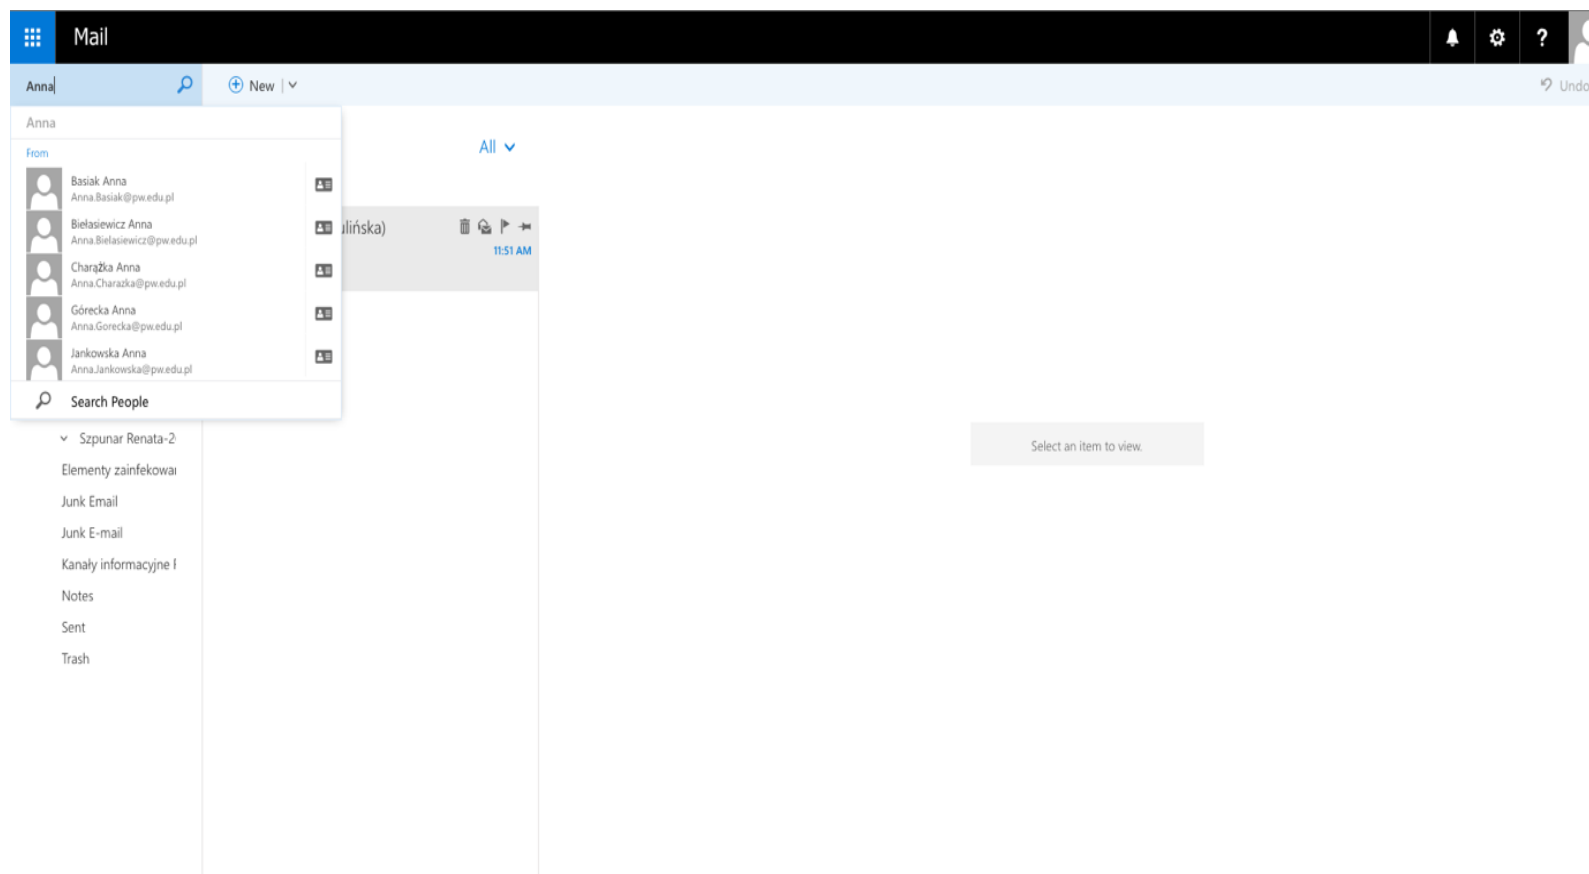 Mail
?
Anna
New
Undo
Anna
All
From
Basiak Anna
Anna.Basiak@pw.edu.pl
Biełasiewicz Anna
Anna.Bielasiewicz@pw.edu.pl
ulińska)
11:51 AM
Charążka Anna
Anna.Charazka@pw.edu.pl
Górecka Anna
Anna.Gorecka@pw.edu.pl
Jankowska Anna
Anna.Jankowska@pw.edu.pl
Search People
Szpunar Renata-2
Select an item to view.
Elementy zainfekowa
Junk Email
Junk E-mail
Kanały informacyjne
Notes
Sent
Trash